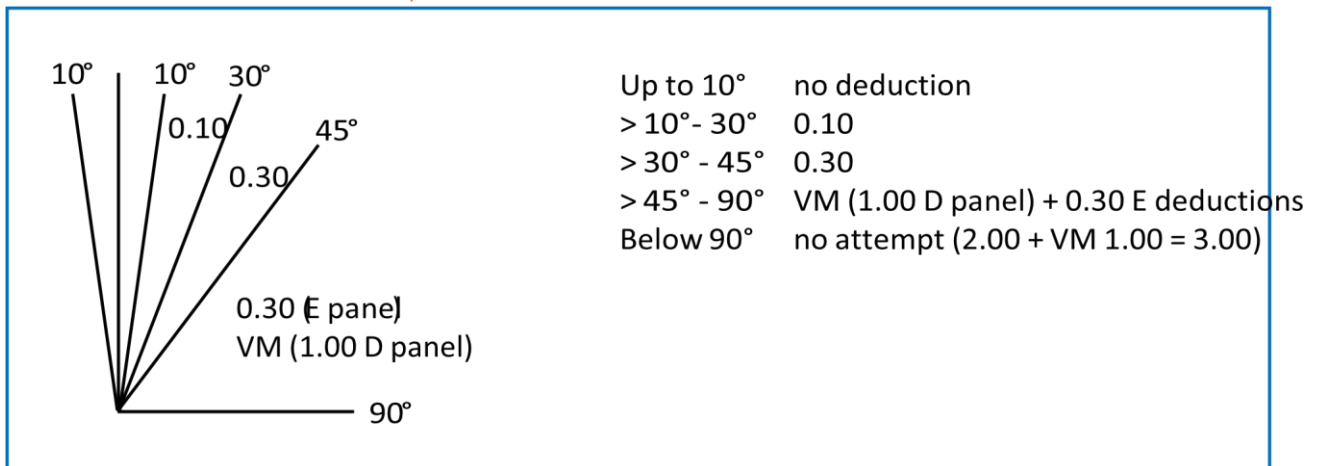 10° 10° 30°
0.10
45°
0.30
0.30 (E panel)
VM (1.00 D panel)
90°
Up to 10° no deduction
> 10°- 30° 0.10
> 30° - 45° 0.30
> 45° - 90° VM (1.00 D panel) + 0.30 E deductions
Below 90° no attempt (2.00 + VM 1.00 = 3.00)